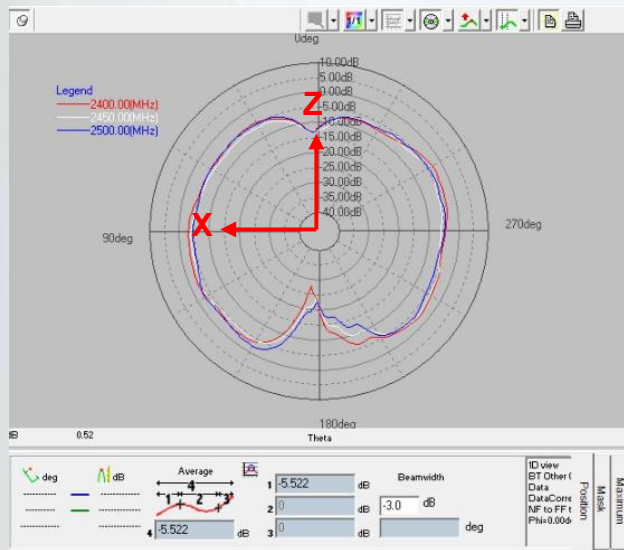 0deg
10.00dB
5.00dB
0.00dB
-5.00dB
-10.00dB
-15.00dB
-20.00dB
-25.00dB
-30.00dB
-35.00dB
-40.00dB
Legend
2400.00(MHz)
2450.00(MHz)
2500.00(MHz)
Z
X
90deg
270deg
180deg
dB 0.52 Theta
deg
dB
Average
4
1 2 3
4 -5.522 dB
1 -5.522 dB
2 0 dB
3 0 deg
Beamwidth
-3.0 dB
1D view
BT Other (
Data
DataCorre
NF to FF t
Phi=0.00de
Position
Mask
Maximum